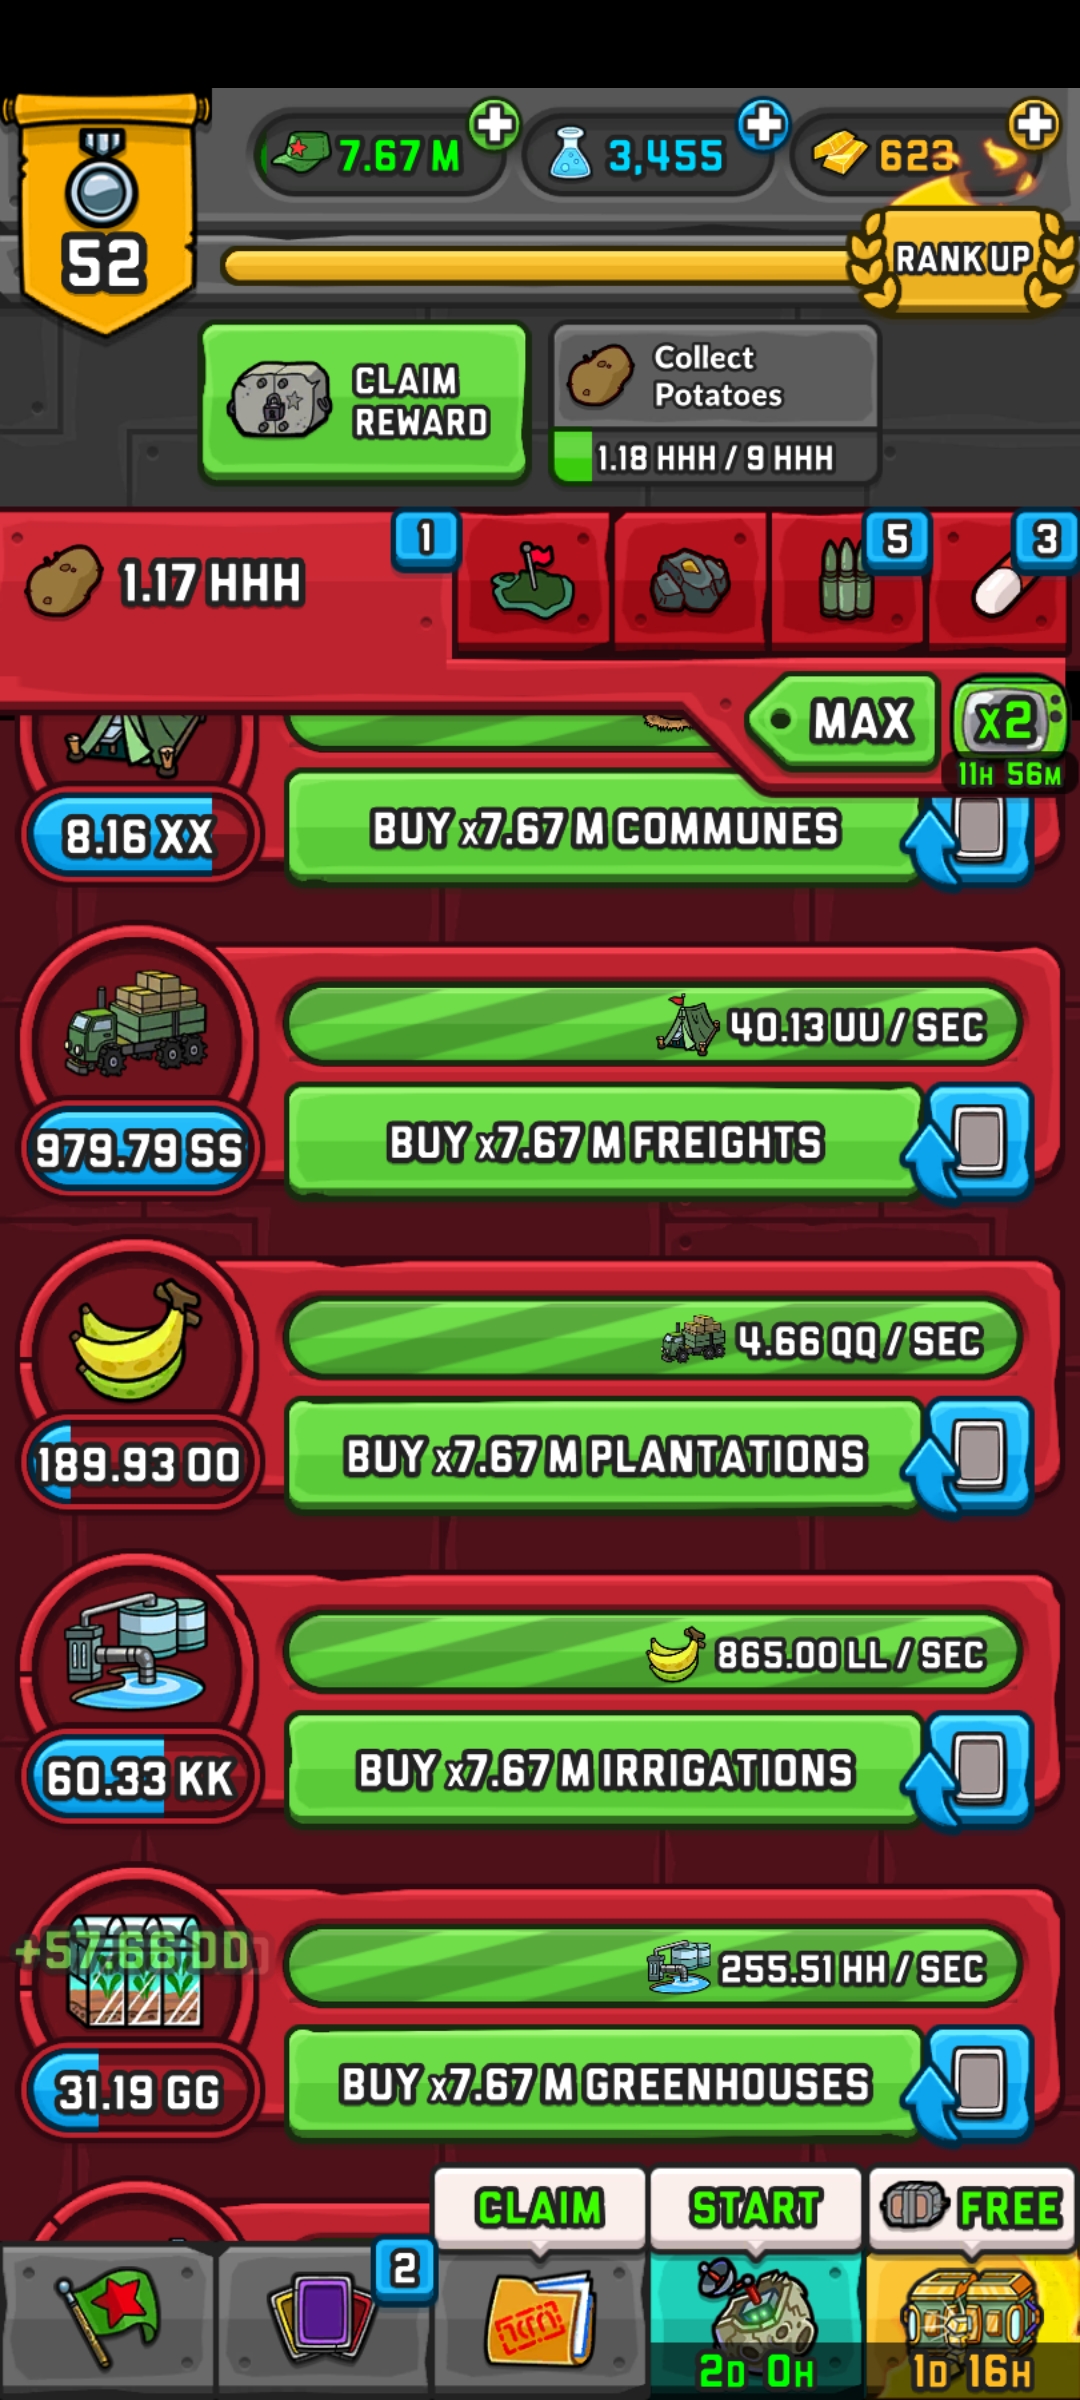 7.67 M
3,455
623
52
RANK UP
CLAIM
REWARD
Collect
Potatoes
1.18 HHH / 9 HHH
1.17 HHH
1
5
3
MAX
x2
11H 56M
8.16 XX
BUY x7.67 M COMMUNES
40.13 UU / SEC
979.79 SS
BUY x7.67 M FREIGHTS
4.66 QQ / SEC
189.93 OO
BUY x7.67 M PLANTATIONS
865.00 LL / SEC
60.33 KK
BUY x7.67 M IRRIGATIONS
+57.66 DD
255.51 HH / SEC
31.19 GG
BUY x7.67 M GREENHOUSES
CLAIM
START
FREE
2
2D 0H
1D 16H